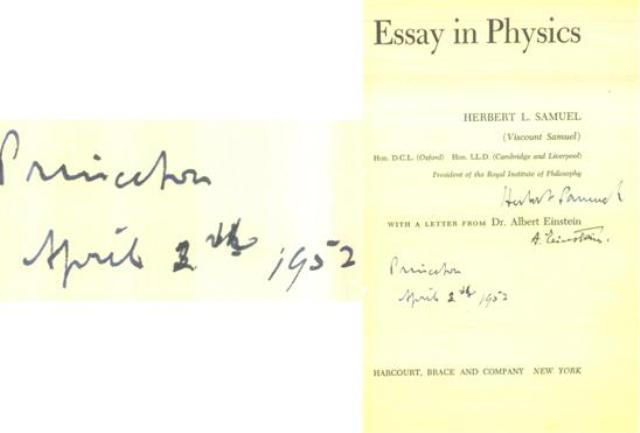 Princeton
April 2th 1952
Essay in Physics
HERBERT L. SAMUEL
(Viscount Samuel)
Hon. D.C.L. (Oxford) Hon. LL.D. (Cambridge and Liverpool)
President of the Royal Institute of Philosophy
Herbert Samuel
WITH A LETTER FROM Dr. Albert Einstein
A. Einstein.
Princeton
April 2th 1952
HARCOURT, BRACE AND COMPANY NEW YORK